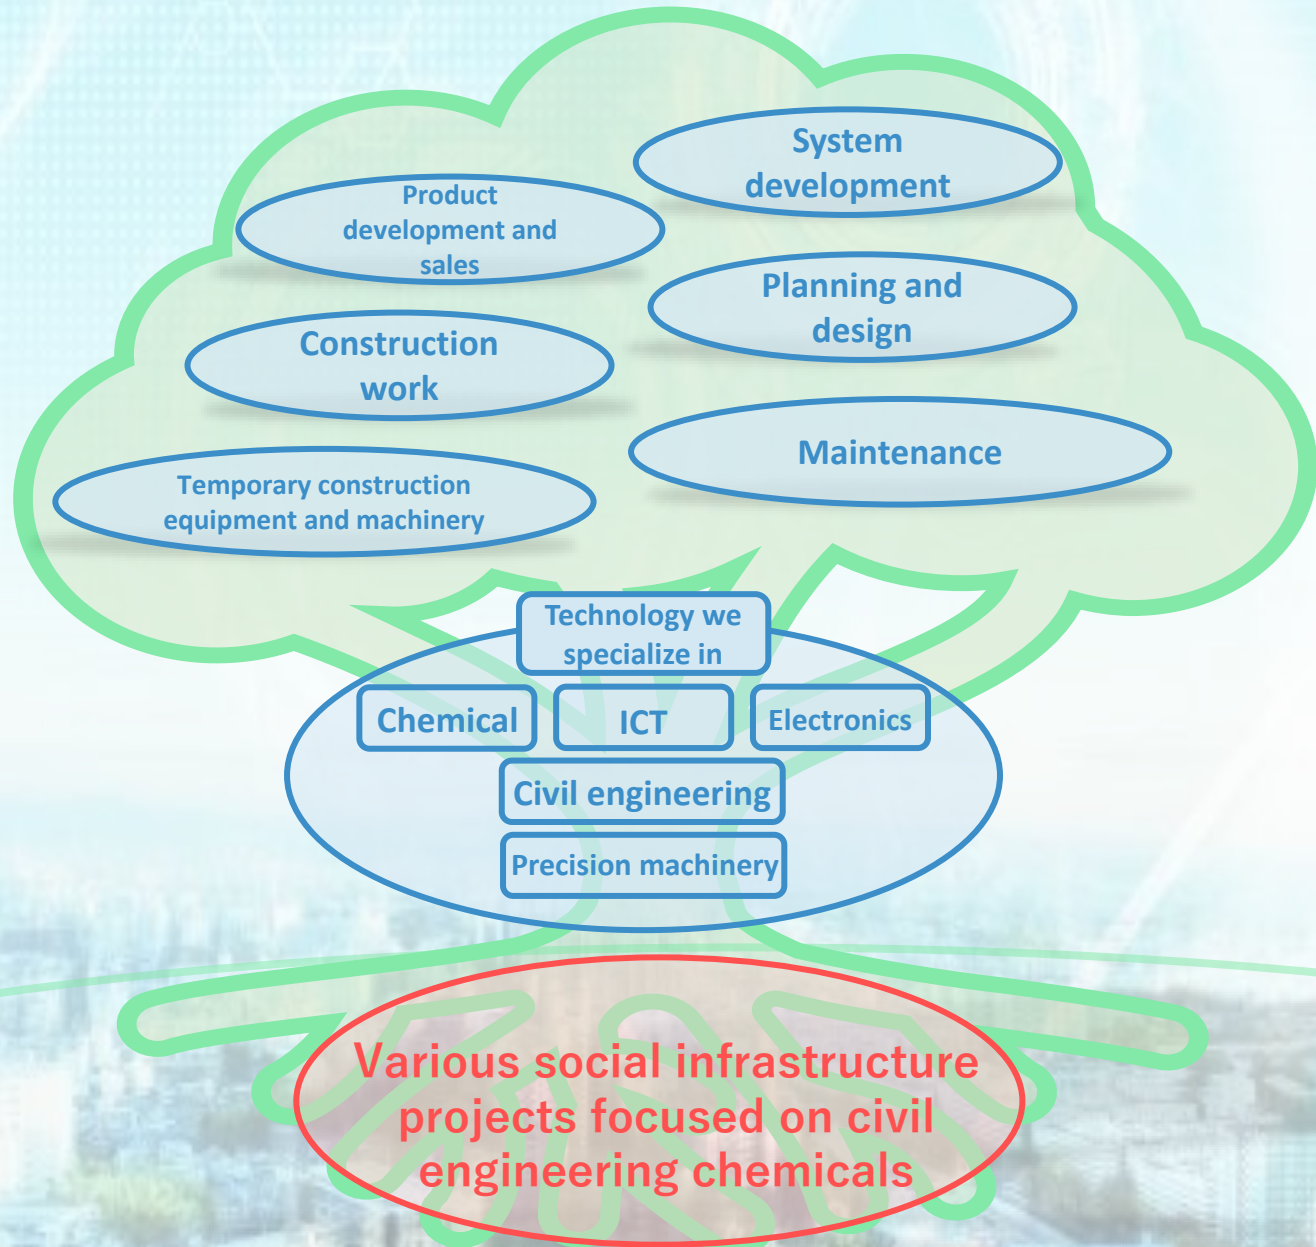 System
development
Product
development and
sales
Planning and
design
Construction
work
Maintenance
Temporary construction
equipment and machinery
Technology we
specialize in
Chemical
ICT
Electronics
Civil engineering
Precision machinery
Various social infrastructure
projects focused on civil
engineering chemicals